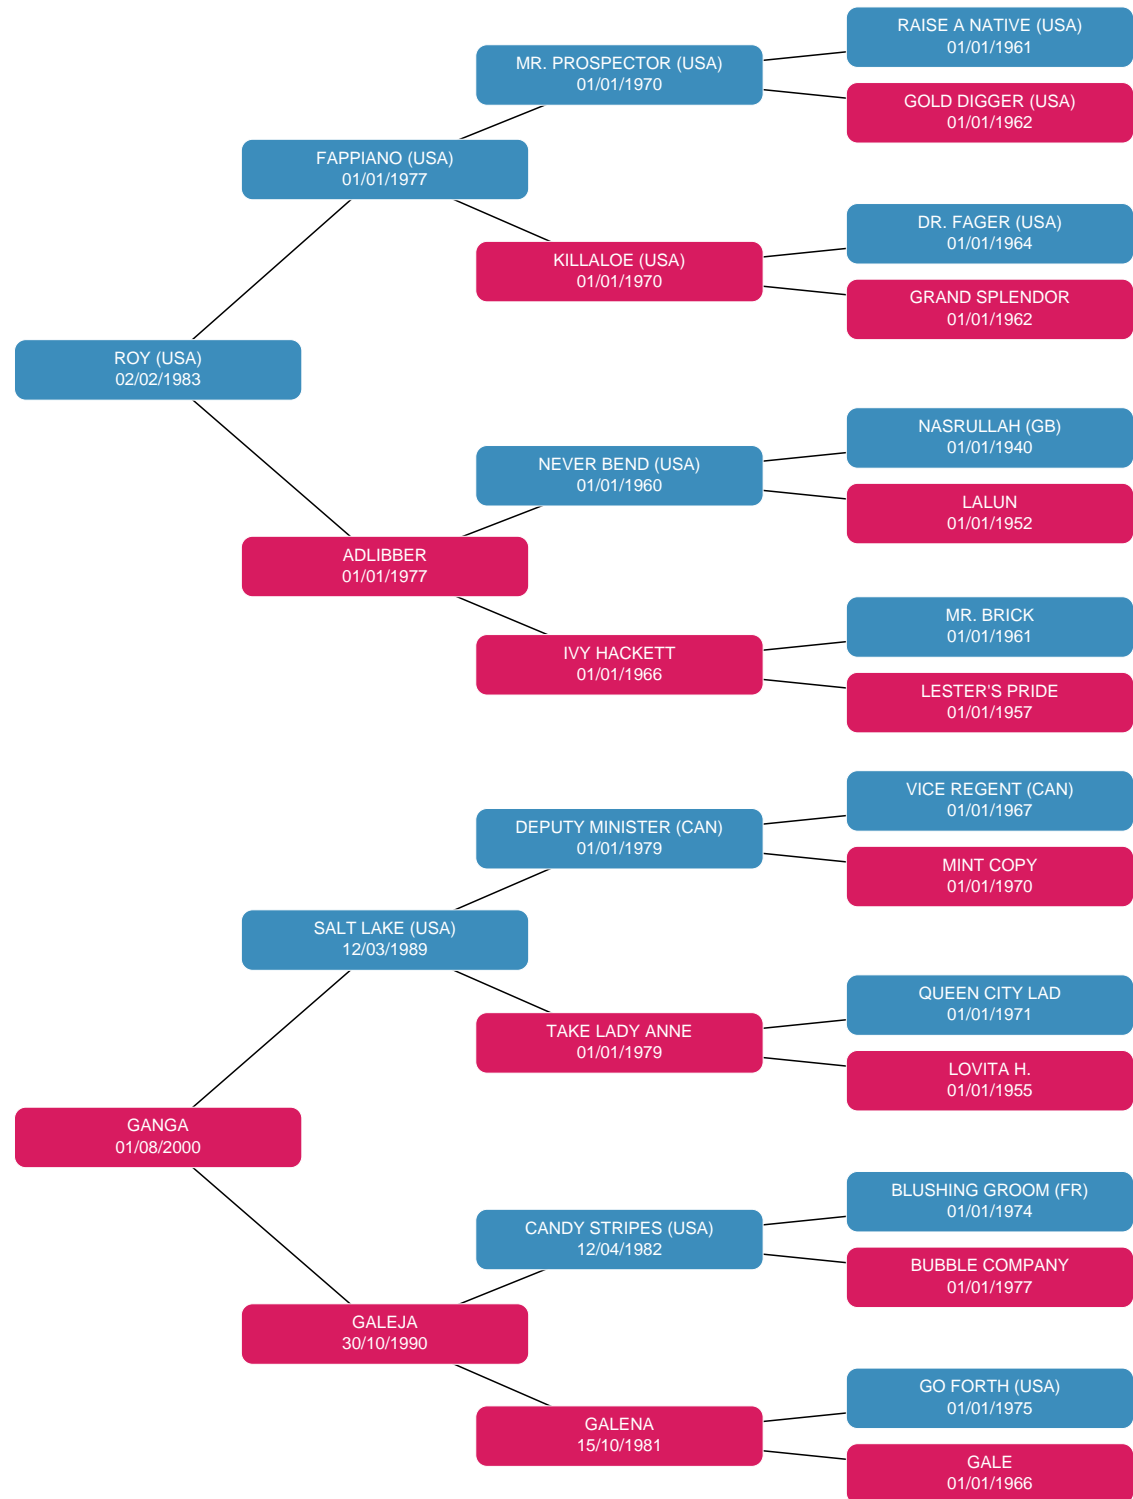 RAISE A NATIVE (USA)
01/01/1961
MR. PROSPECTOR (USA)
01/01/1970
GOLD DIGGER (USA)
01/01/1962
FAPPIANO (USA)
01/01/1977
DR. FAGER (USA)
01/01/1964
KILLALOE (USA)
01/01/1970
GRAND SPLENDOR
01/01/1962
ROY (USA)
02/02/1983
NASRULLAH (GB)
01/01/1940
NEVER BEND (USA)
01/01/1960
LALUN
01/01/1952
ADLIBBER
01/01/1977
MR. BRICK
01/01/1961
IVY HACKETT
01/01/1966
LESTER'S PRIDE
01/01/1957
VICE REGENT (CAN)
01/01/1967
DEPUTY MINISTER (CAN)
01/01/1979
MINT COPY
01/01/1970
SALT LAKE (USA)
12/03/1989
QUEEN CITY LAD
01/01/1971
TAKE LADY ANNE
01/01/1979
LOVITA H.
01/01/1955
GANGA
01/08/2000
BLUSHING GROOM (FR)
01/01/1974
CANDY STRIPES (USA)
12/04/1982
BUBBLE COMPANY
01/01/1977
GALEJA
30/10/1990
GO FORTH (USA)
01/01/1975
GALENA
15/10/1981
GALE
01/01/1966